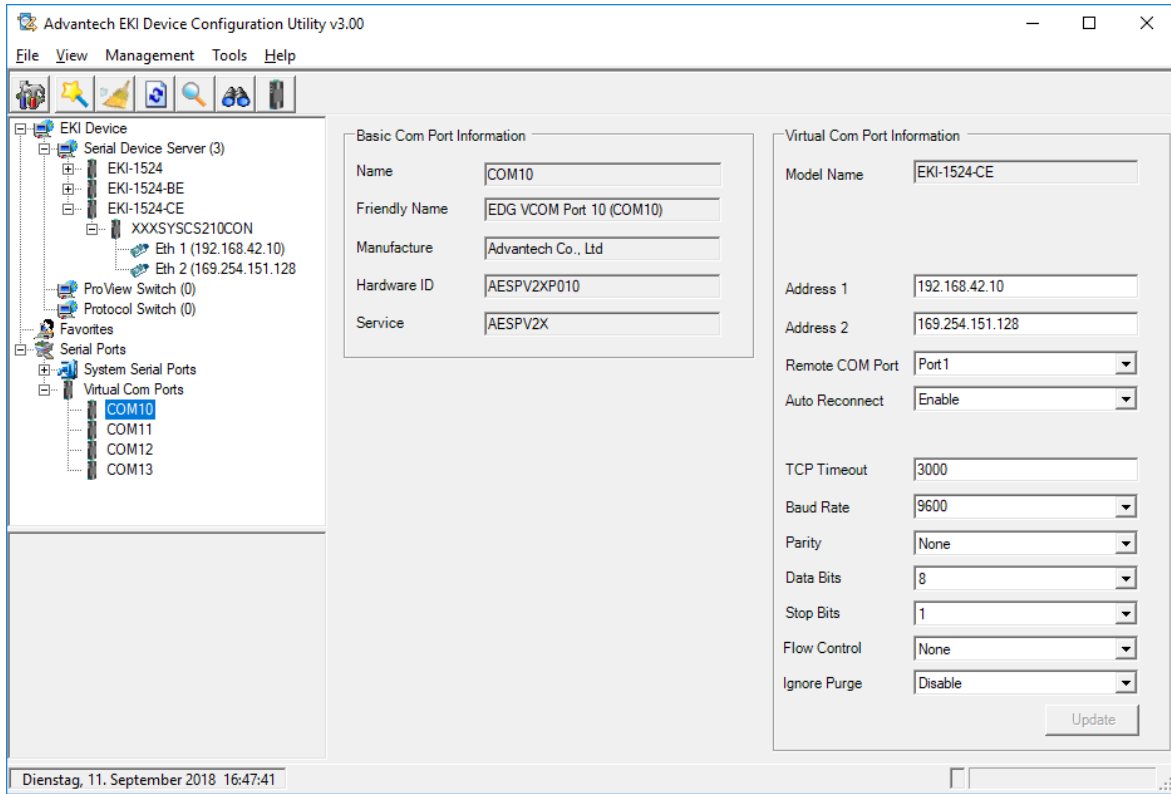 Advantech EKI Device Configuration Utility v3.00
File View Management Tools Help
EKI Device
Serial Device Server (3)
EKI-1524
EKI-1524-BE
EKI-1524-CE
XXXSYSCS210CON
Eth 1 (192.168.42.10)
Eth 2 (169.254.151.128
ProView Switch (0)
Protocol Switch (0)
Favorites
Serial Ports
System Serial Ports
Virtual Com Ports
COM10
COM11
COM12
COM13
Basic Com Port Information
Name COM10
Friendly Name EDG VCOM Port 10 (COM10)
Manufacture Advantech Co., Ltd
Hardware ID AESPV2XP010
Service AESPV2X
Virtual Com Port Information
Model Name EKI-1524-CE
Address 1 192.168.42.10
Address 2 169.254.151.128
Remote COM Port Port1
Auto Reconnect Enable
TCP Timeout 3000
Baud Rate 9600
Parity None
Data Bits 8
Stop Bits 1
Flow Control None
Ignore Purge Disable
Update
Dienstag, 11. September 2018 16:47:41